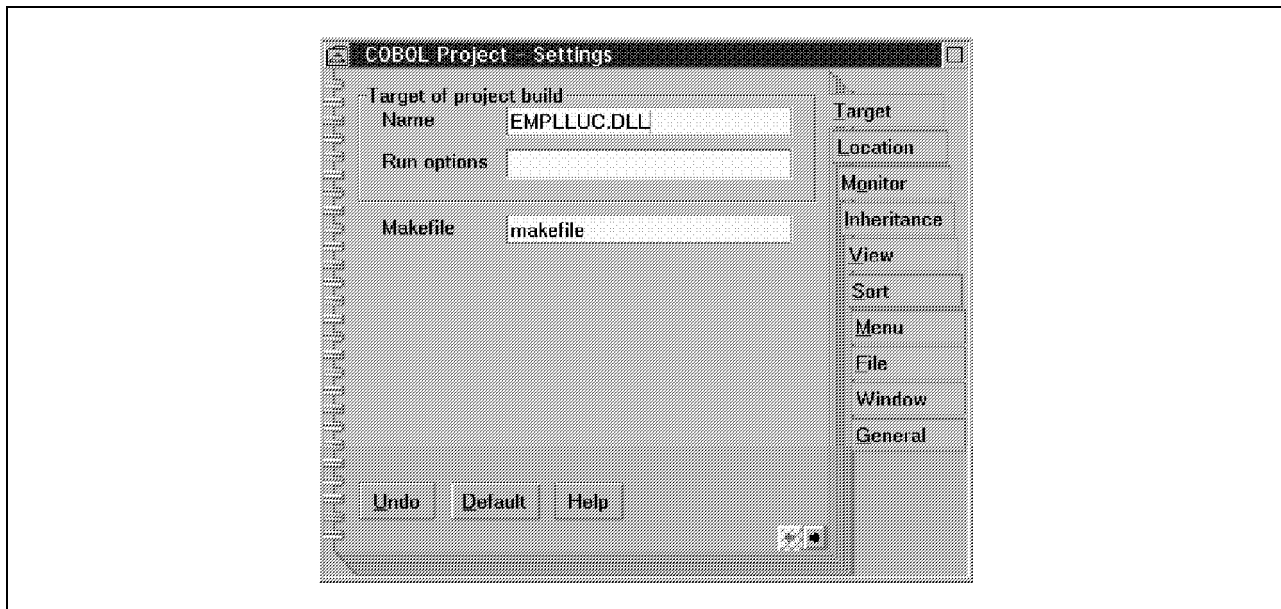 COBOL Project - Settings
Target of project build
Name EMPLLUC.DLL
Run options
Makefile makefile
Target
Location
Monitor
Inheritance
View
Sort
Menu
File
Window
General
Undo Default Help